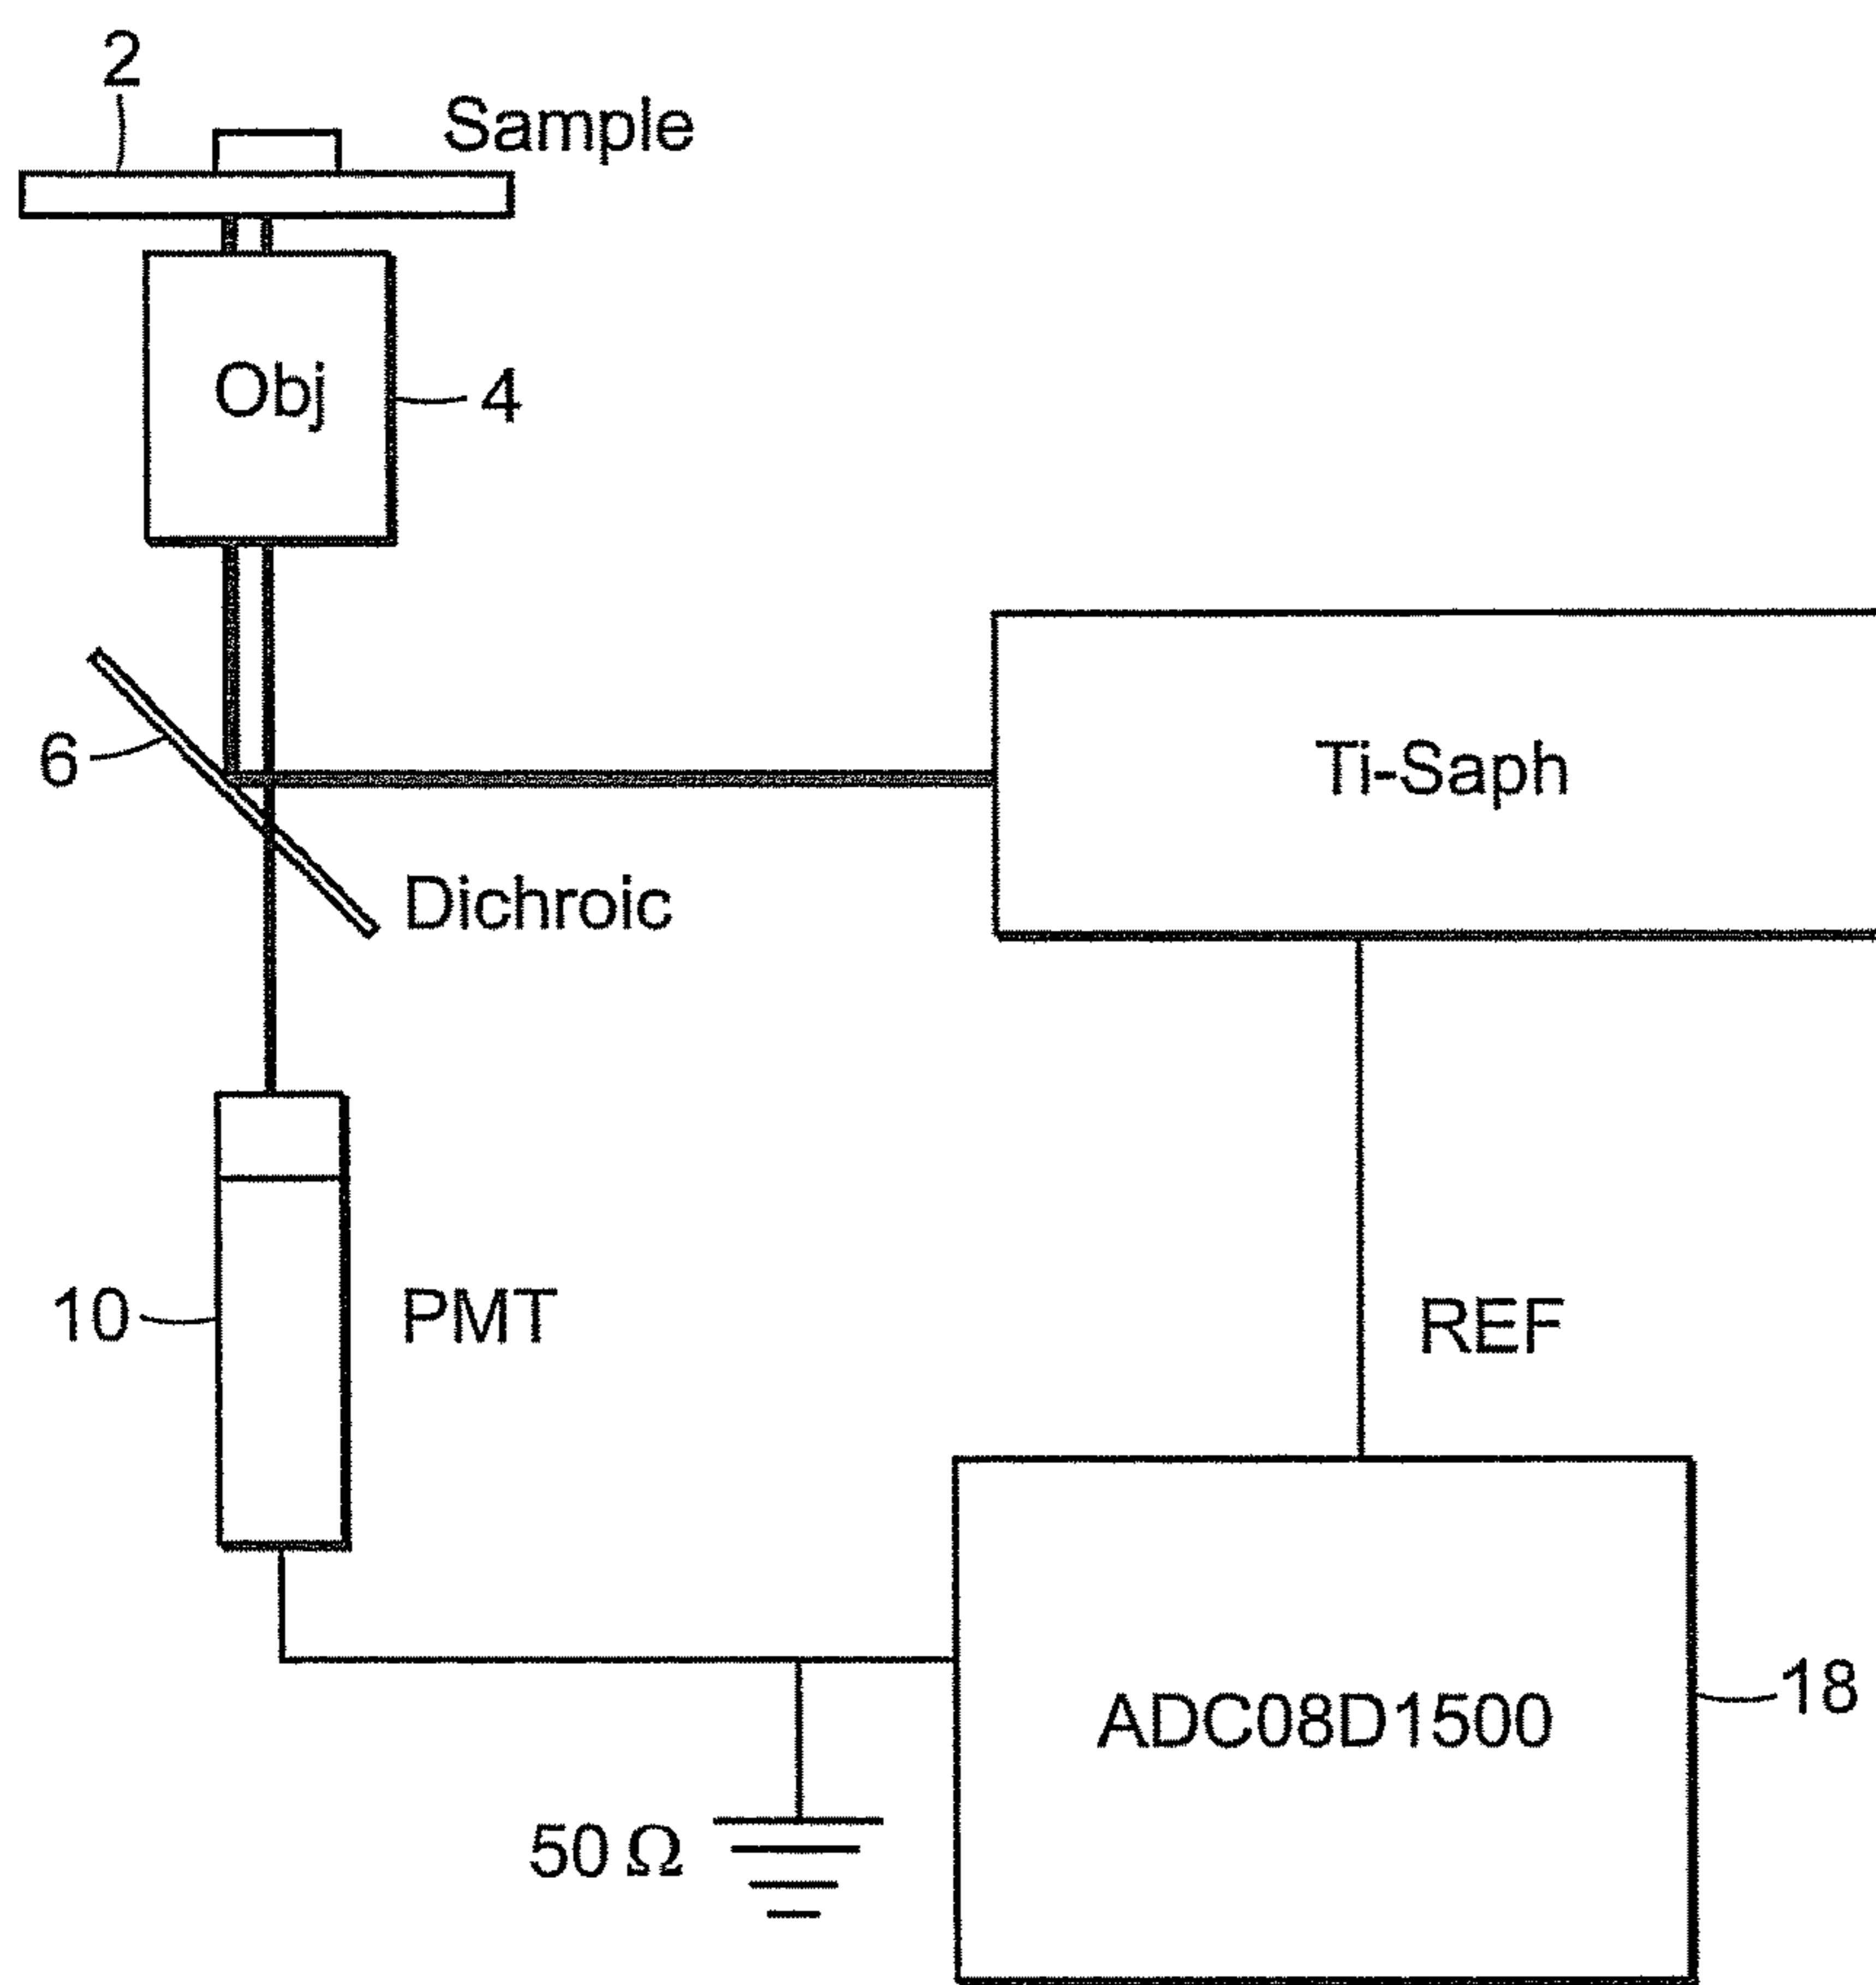 2
Sample
Obj
4
6
Ti-Saph
Dichroic
10
PMT
REF
ADC08D1500
18
50 Ω